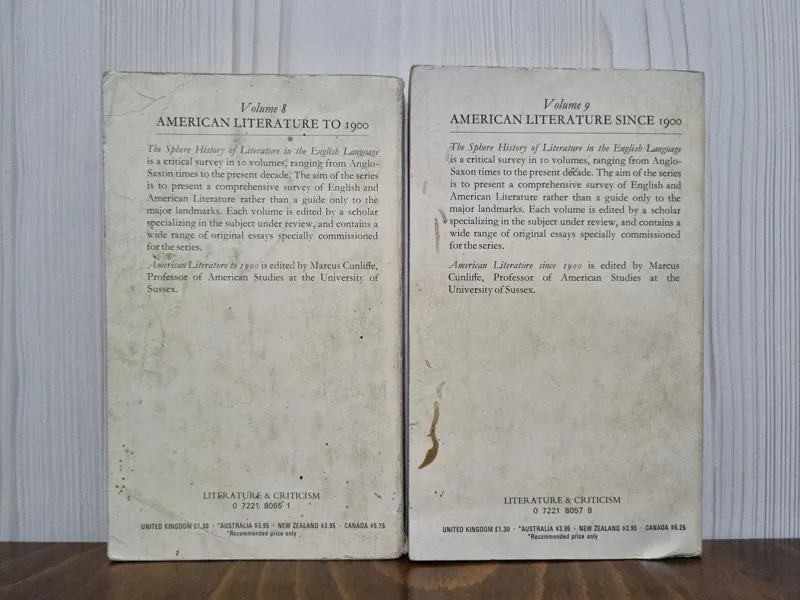 Volume 8
AMERICAN LITERATURE TO 1900
The Sphere History of Literature in the English Language
is a critical survey in 10 volumes, ranging from Anglo-
Saxon times to the present decade. The aim of the series
is to present a comprehensive survey of English and
American Literature rather than a guide only to the
major landmarks. Each volume is edited by a scholar
specializing in the subject under review, and contains a
wide range of original essays specially commissioned
for the series.
American Literature to 1900 is edited by Marcus Cunliffe,
Professor of American Studies at the University of
Sussex.
LITERATURE & CRITICISM
0 7221 8055 1
UNITED KINGDOM £1.30 · *AUSTRALIA $3.95 · NEW ZEALAND $3.95 · CANADA $5.75
*Recommended price only
Volume 9
AMERICAN LITERATURE SINCE 1900
The Sphere History of Literature in the English Language
is a critical survey in 10 volumes, ranging from Anglo-
Saxon times to the present decade. The aim of the series
is to present a comprehensive survey of English and
American Literature rather than a guide only to the
major landmarks. Each volume is edited by a scholar
specializing in the subject under review, and contains a
wide range of original essays specially commissioned
for the series.
American Literature since 1900 is edited by Marcus
Cunliffe, Professor of American Studies at the
University of Sussex.
LITERATURE & CRITICISM
0 7221 8057 8
UNITED KINGDOM £1.30 · *AUSTRALIA $3.95 · NEW ZEALAND $3.95 · CANADA $5.25
*Recommended price only